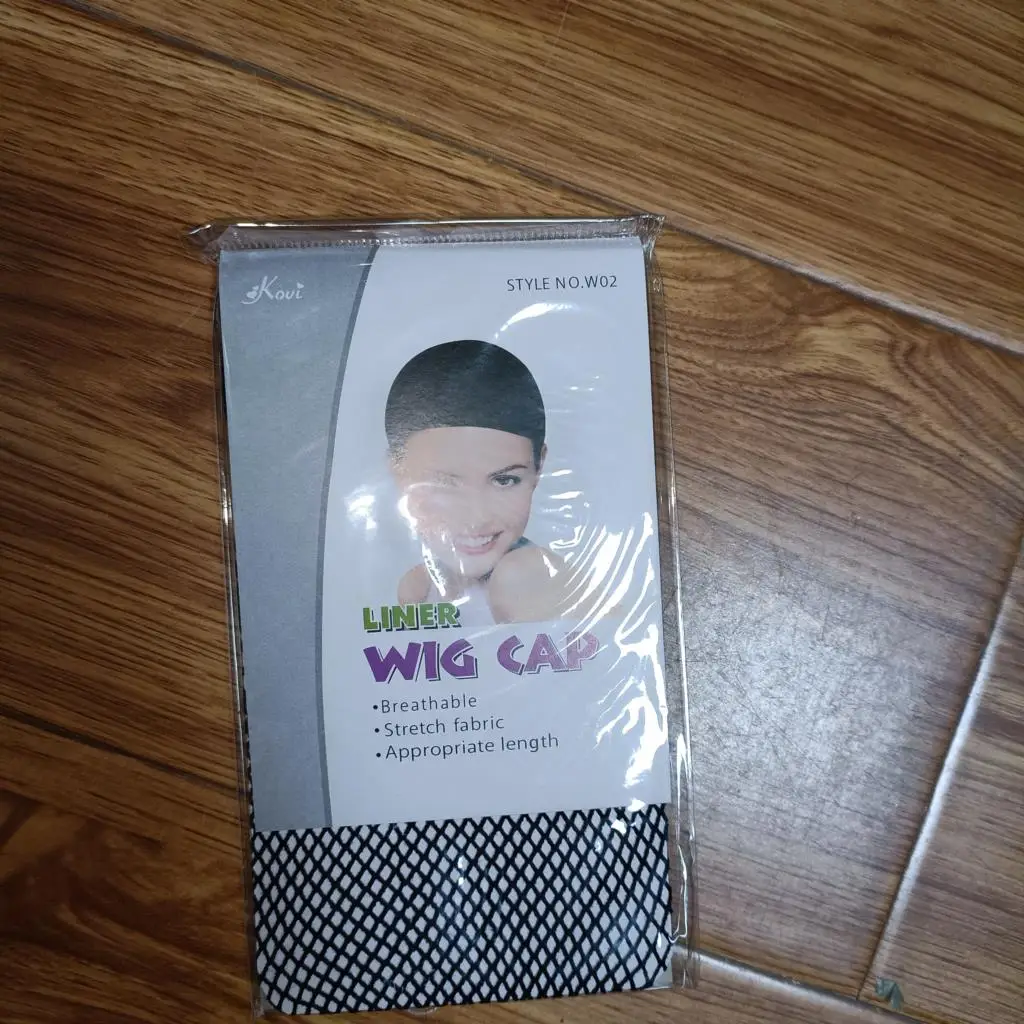 Kovi
STYLE NO.W02
LINER
WIG CAP
•Breathable
•Stretch fabric
•Appropriate length